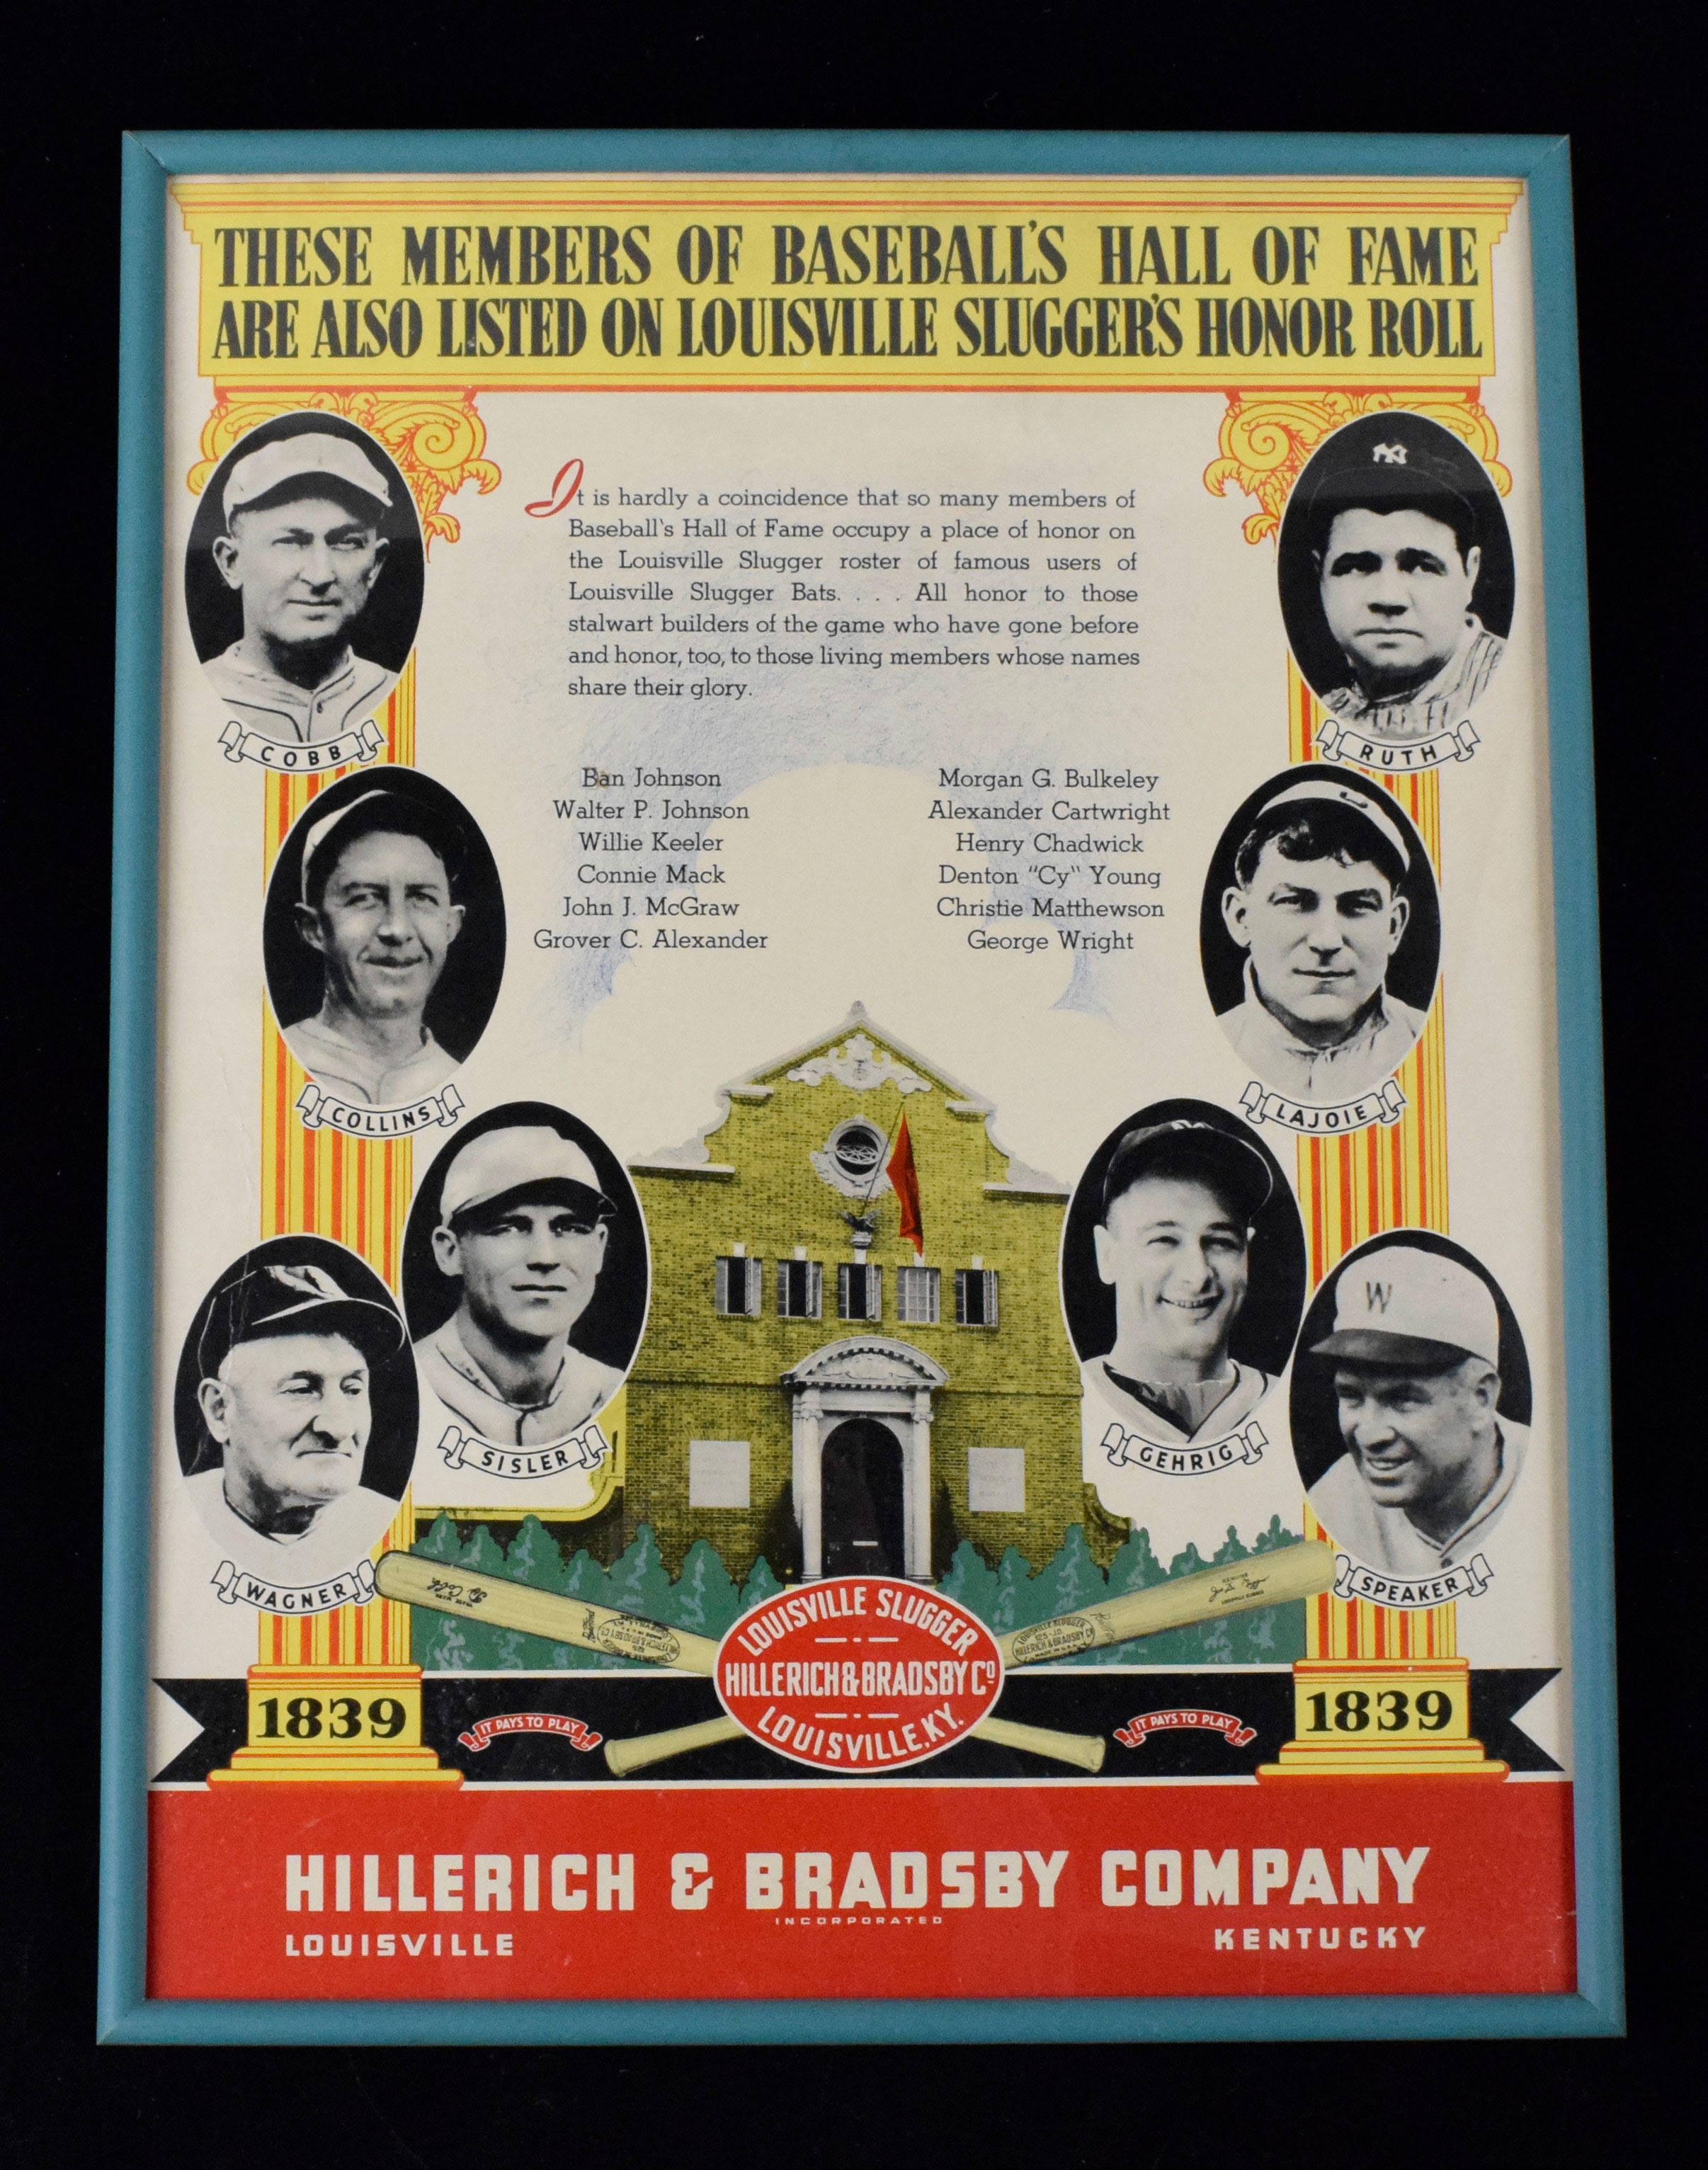 THESE MEMBERS OF BASEBALL'S HALL OF FAME
ARE ALSO LISTED ON LOUISVILLE SLUGGER'S HONOR ROLL
It is hardly a coincidence that so many members of
Baseball's Hall of Fame occupy a place of honor on
the Louisville Slugger roster of famous users of
Louisville Slugger Bats. . . . All honor to those
stalwart builders of the game who have gone before
and honor, too, to those living members whose names
share their glory.
COBB
RUTH
Ban Johnson
Walter P. Johnson
Willie Keeler
Connie Mack
John J. McGraw
Grover C. Alexander
Morgan G. Bulkeley
Alexander Cartwright
Henry Chadwick
Denton "Cy" Young
Christie Matthewson
George Wright
COLLINS
LAJOIE
SISLER
GEHRIG
W
WAGNER
SPEAKER
LOUISVILLE SLUGGER
HILLERICH & BRADSBY Co
LOUISVILLE, KY.
1839
IT PAYS TO PLAY
IT PAYS TO PLAY
1839
HILLERICH & BRADSBY COMPANY
INCORPORATED
LOUISVILLE
KENTUCKY